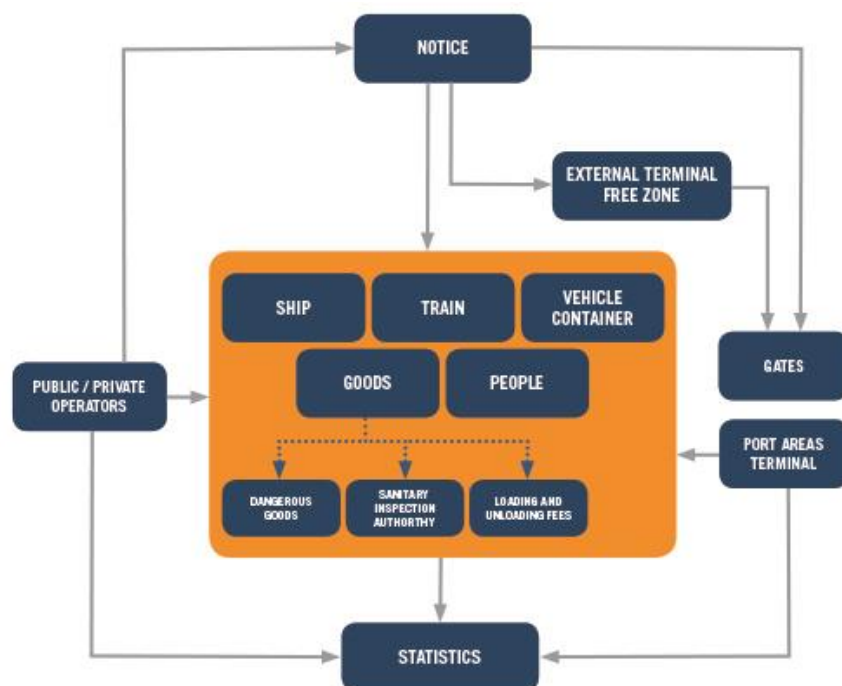 NOTICE
EXTERNAL TERMINAL
FREE ZONE
SHIP
TRAIN
VEHICLE
CONTAINER
GOODS
PEOPLE
GATES
PUBLIC / PRIVATE
OPERATORS
PORT AREAS
TERMINAL
DANGEROUS
GOODS
SANITARY
INSPECTION
AUTHORTHY
LOADING AND
UNLOADING FEES
STATISTICS